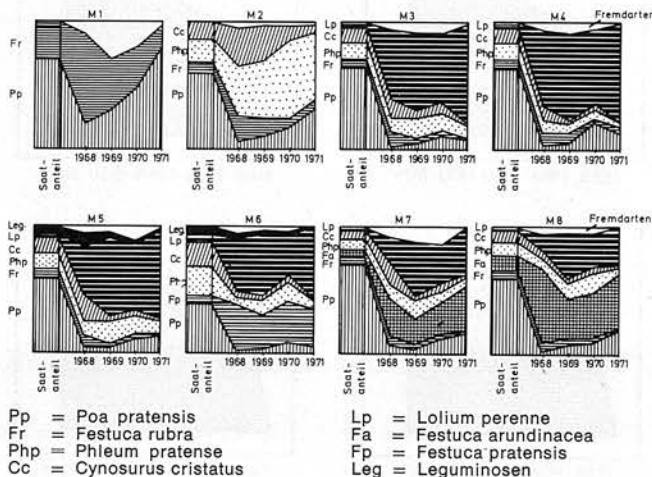 M1 M2 M3 M4
Fr
Pp
Cc
Php
Fr
Pp
Lp
Cc
Php
Fr
Pp
Lp
Cc
Php
Fr
Pp
Fremdarten
Saat-
anteil
1968
1969
1970
1971
Saat-
anteil
1968
1969
1970
1971
Saat-
anteil
1968
1969
1970
1971
Saat-
anteil
1968
1969
1970
1971
M5 M6 M7 M8
Leg.
Lp
Cc
Php
Fr
Pp
Leg.
Lp
Cc
Php
Fp
Pp
Lp
Cc
Php
Fa
Fr
Pp
Lp
Cc
Php
Fa
Fr
Pp
Fremdarten
Saat-
anteil
1968
1969
1970
1971
Saat-
anteil
1968
1969
1970
1971
Saat-
anteil
1968
1969
1970
1971
Saat-
anteil
1968
1969
1970
1971
Pp = Poa pratensis
Fr = Festuca rubra
Php = Phleum pratense
Cc = Cynosurus cristatus
Lp = Lolium perenne
Fa = Festuca arundinacea
Fp = Festuca pratensis
Leg = Leguminosen